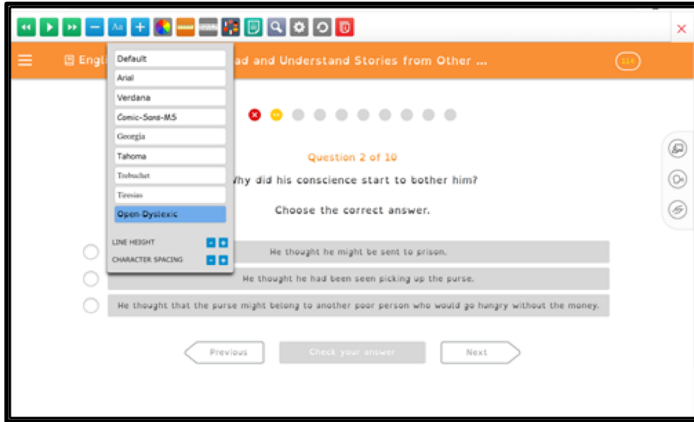 Aa
Engli ad and Understand Stories from Other ...
Default
Arial
Verdana
Comic-Sans-MS
Georgia
Tahoma
Trebuchet
Tiresias
Open-Dyslexic
LINE HEIGHT
CHARACTER SPACING
Question 2 of 10
hy did his conscience start to bother him?
Choose the correct answer.
He thought he might be sent to prison.
He thought he had been seen picking up the purse.
He thought that the purse might belong to another poor person who would go hungry without the money.
Previous Check your answer Next